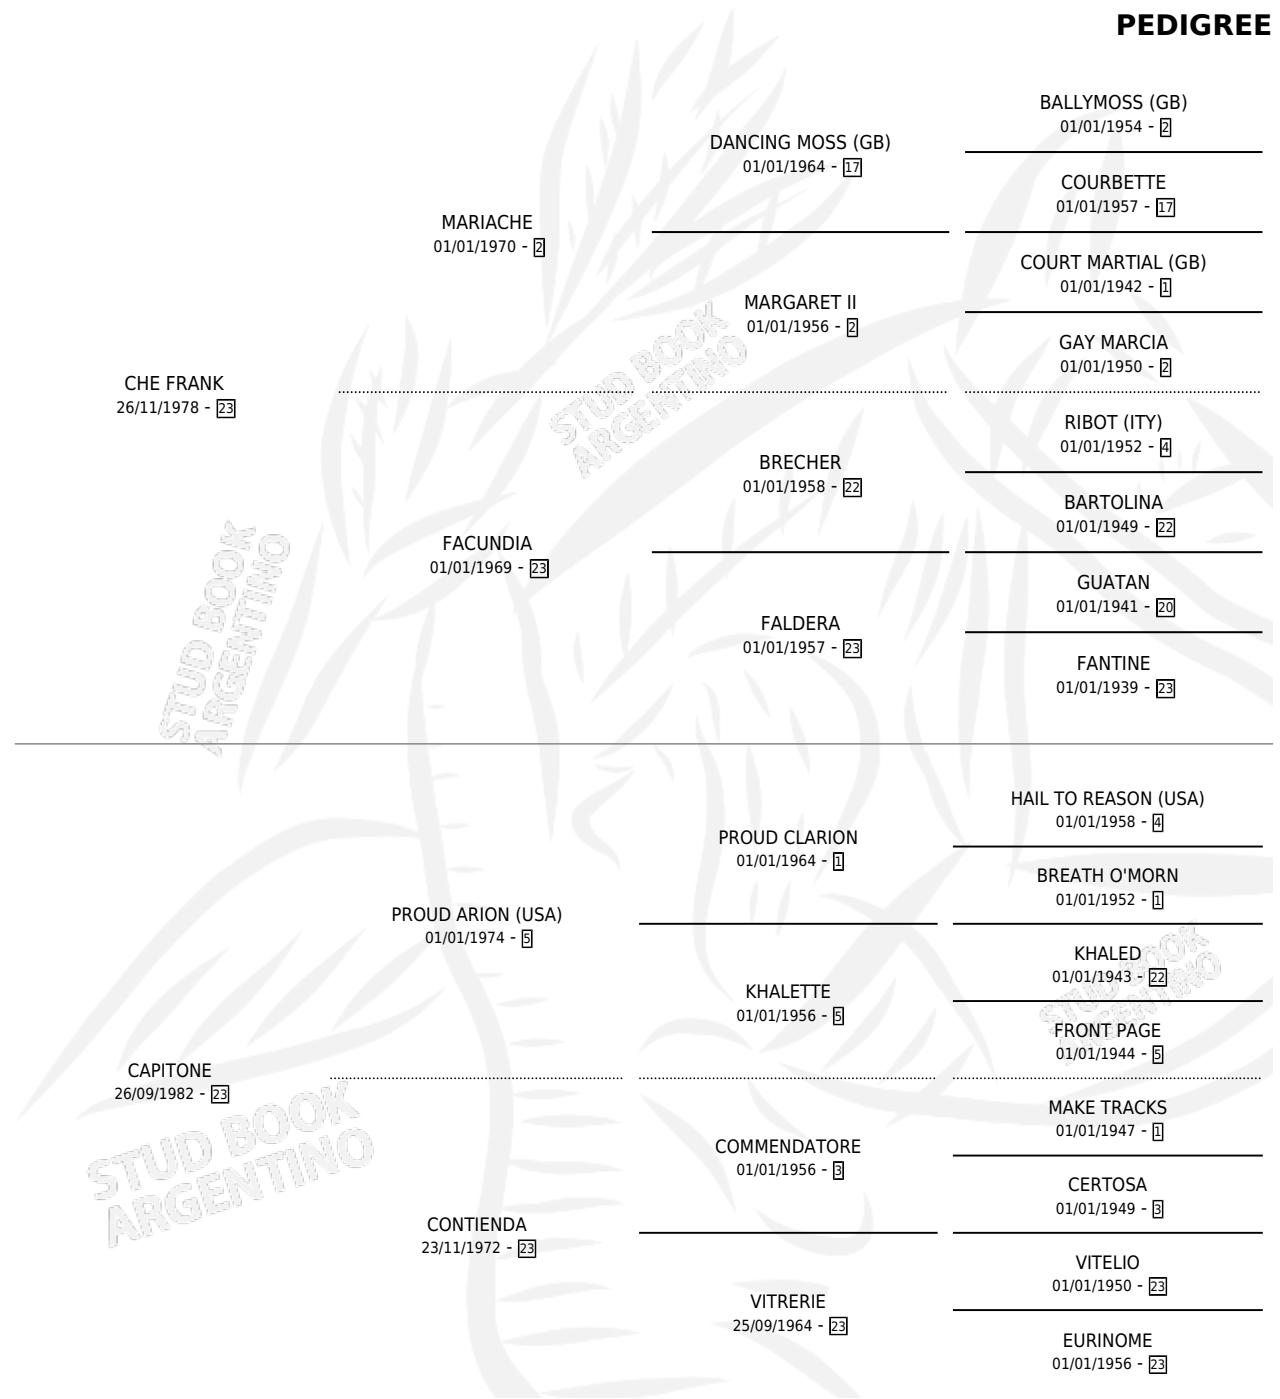 PEDIGREE
BALLYMOSS (GB)
01/01/1954 - 2
DANCING MOSS (GB)
01/01/1964 - 17
COURBETTE
01/01/1957 - 17
MARIACHE
01/01/1970 - 2
COURT MARTIAL (GB)
01/01/1942 - 1
MARGARET II
01/01/1956 - 2
GAY MARCIA
01/01/1950 - 2
CHE FRANK
26/11/1978 - 23
RIBOT (ITY)
01/01/1952 - 4
BRECHER
01/01/1958 - 22
BARTOLINA
01/01/1949 - 22
FACUNDIA
01/01/1969 - 23
GUATAN
01/01/1941 - 20
FALDERA
01/01/1957 - 23
FANTINE
01/01/1939 - 23
HAIL TO REASON (USA)
01/01/1958 - 4
PROUD CLARION
01/01/1964 - 1
BREATH O'MORN
01/01/1952 - 1
PROUD ARION (USA)
01/01/1974 - 5
KHALED
01/01/1943 - 22
KHALETTE
01/01/1956 - 5
FRONT PAGE
01/01/1944 - 5
CAPITONE
26/09/1982 - 23
MAKE TRACKS
01/01/1947 - 1
COMMENDATORE
01/01/1956 - 3
CERTOSA
01/01/1949 - 3
CONTIENDA
23/11/1972 - 23
VITELIO
01/01/1950 - 23
VITRERIE
25/09/1964 - 23
EURINOME
01/01/1956 - 23
STUD BOOK
ARGENTINO
STUD BOOK
ARGENTINO
STUD BOOK
ARGENTINO
STUD BOOK
ARGENTINO